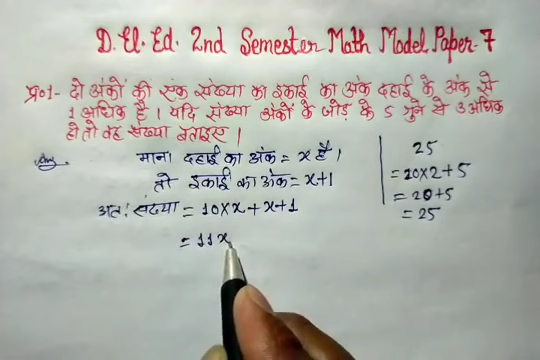 D.El.Ed. 2nd Semester Math Model Paper-7
प्र०1- दो अंकों की एक संख्या का इकाई का अंक दहाई के अंक से
1 अधिक है। यदि संख्या अंकों के जोड़ के 5 गुने से 3 अधिक
हो तो वह संख्या बताइए।
Ans माना दहाई का अंक = x है।
तो इकाई का अंक = x+1
अतः संख्या = 10×x+x+1
= 11x
25
= 10×2+5
= 20+5
= 25